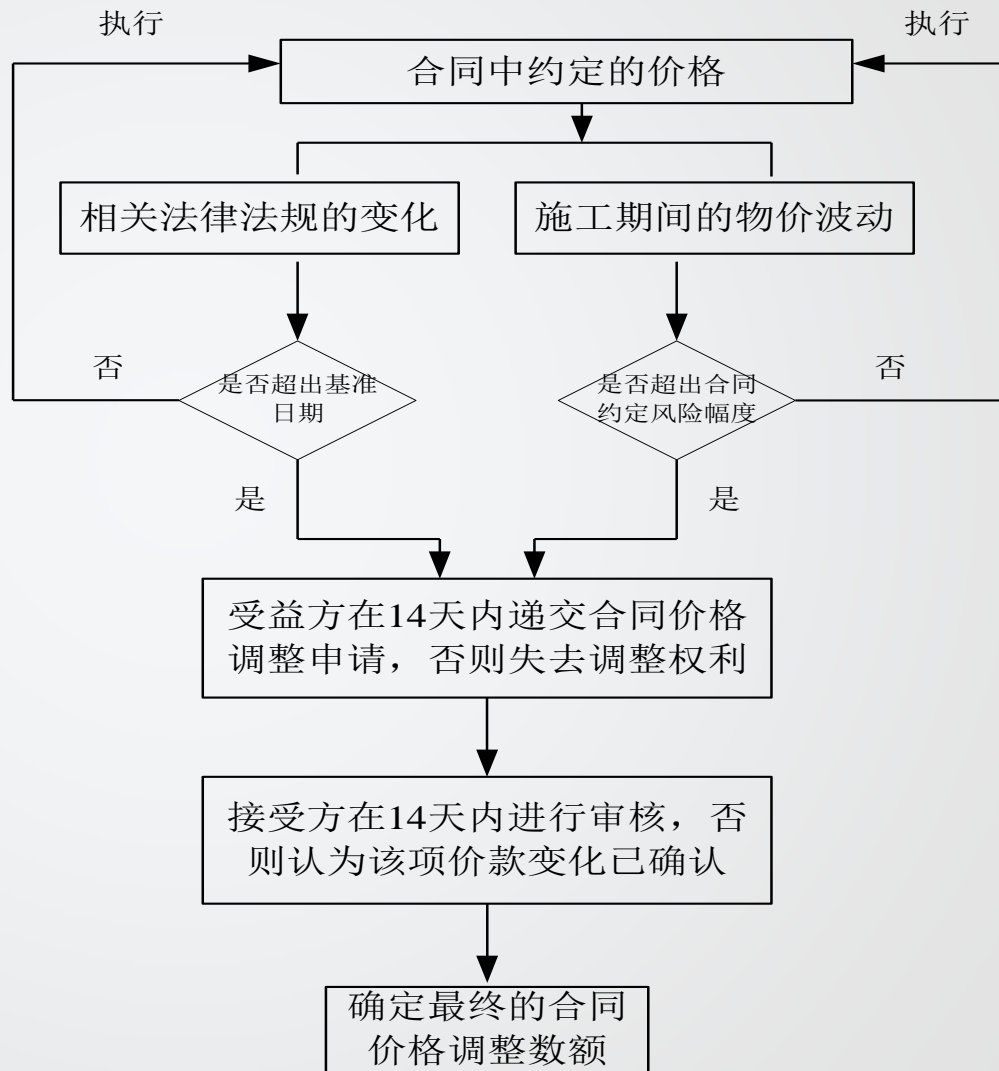 执行
执行
合同中约定的价格
相关法律法规的变化
施工期间的物价波动
否
是否超出基准
日期
是否超出合同
约定风险幅度
否
是
是
受益方在14天内递交合同价格
调整申请，否则失去调整权利
接受方在14天内进行审核，否
则认为该项价款变化已确认
确定最终的合同
价格调整数额